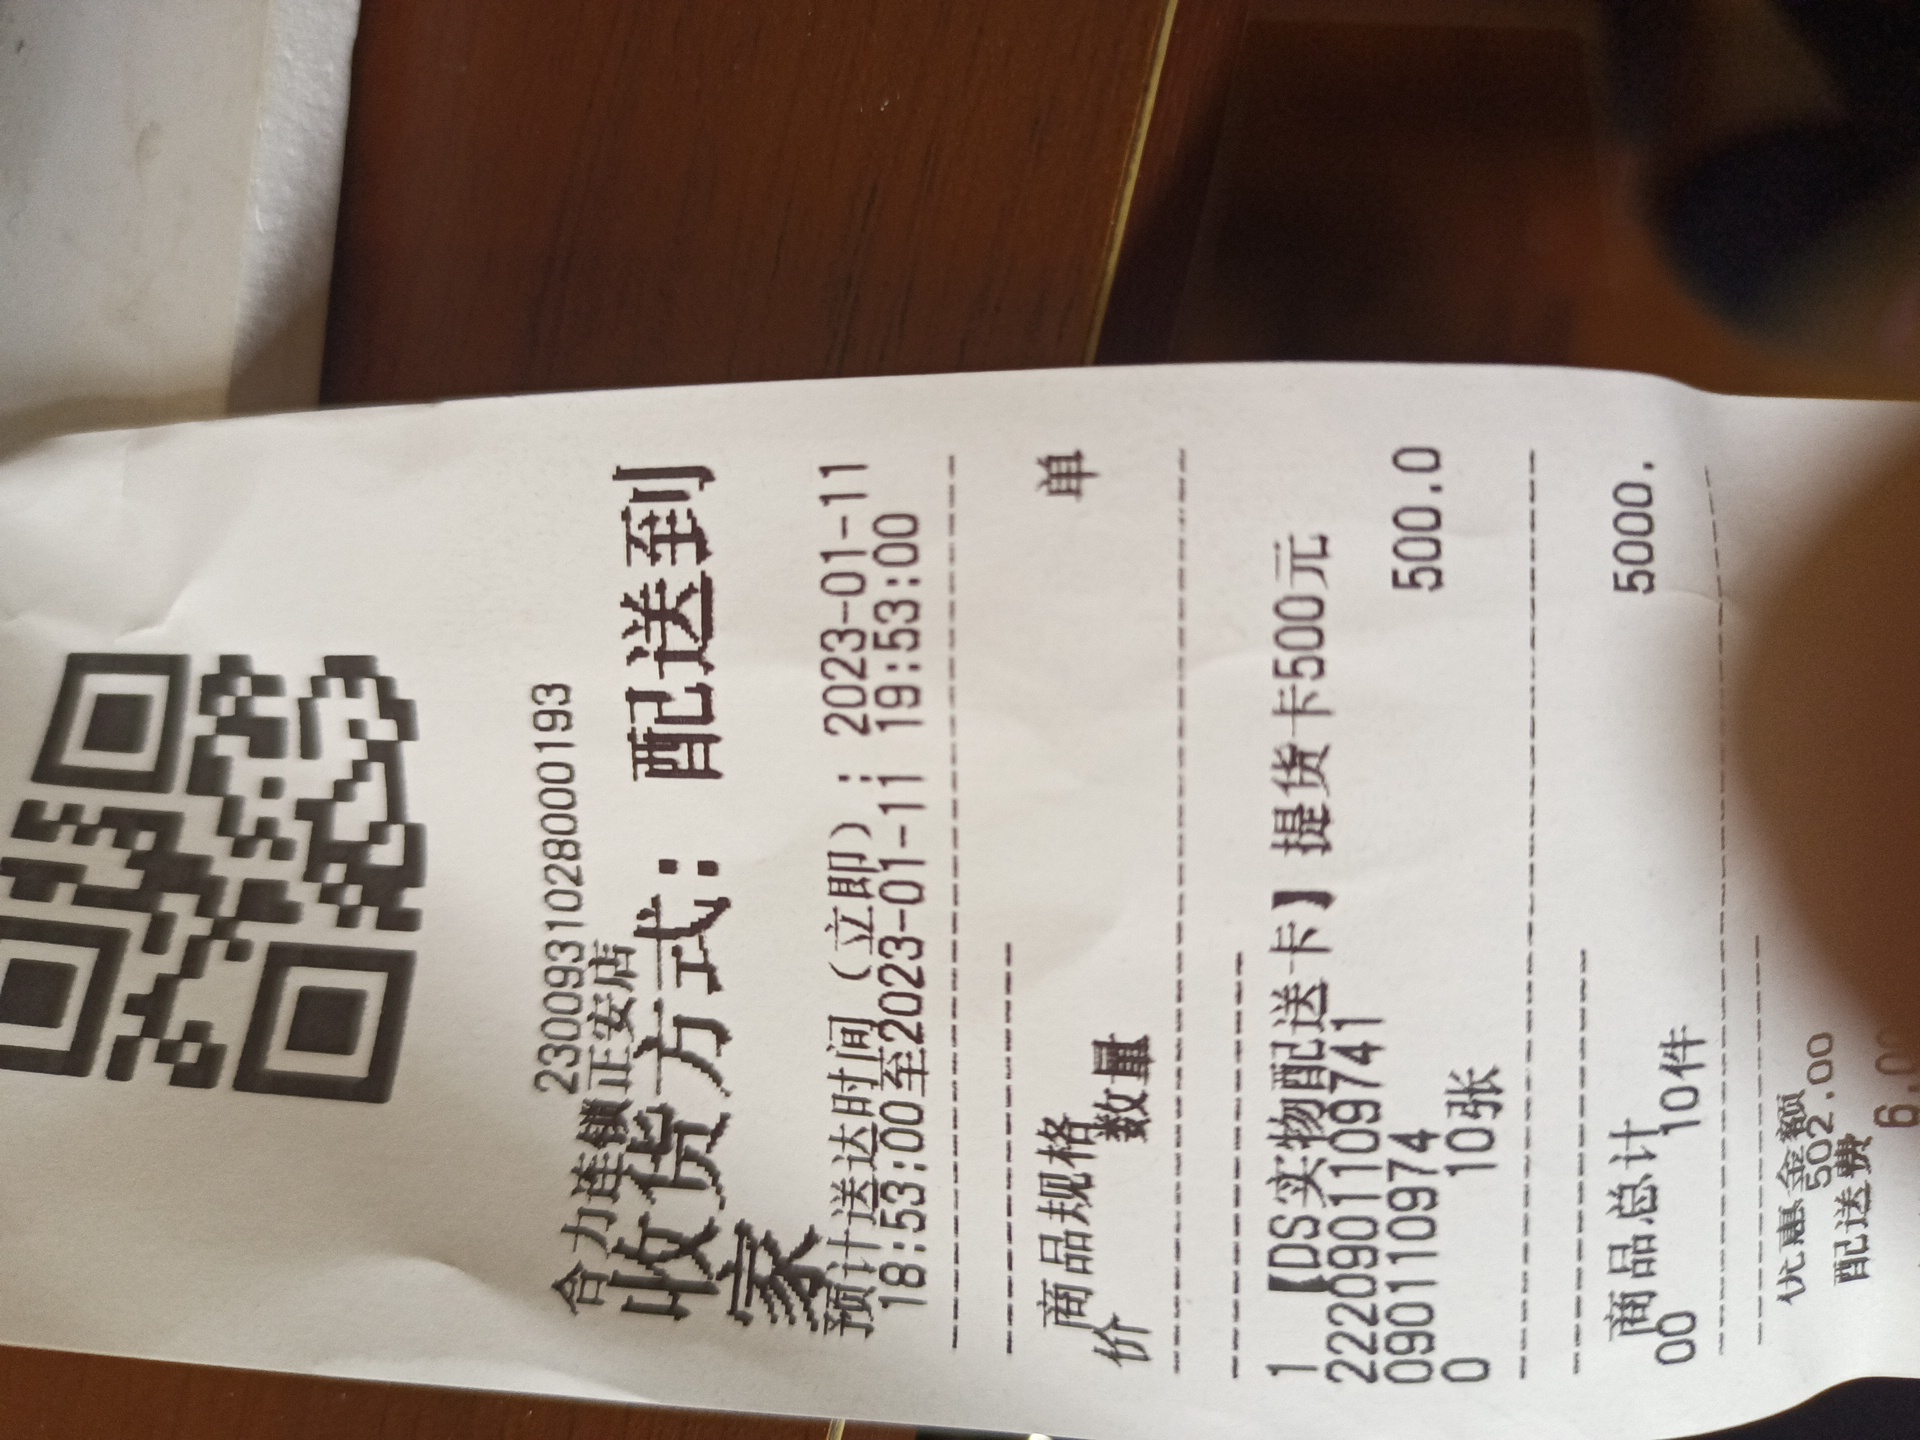 2300931028000193
合力连锁正安店
收货方式：配送到
家
预计送达时间（立即）：2023-01-11
18:53:00至2023-01-11 19:53:00
商品规格 单
价 数量
1【DS实物配送卡】提货卡500元
2220901109741
0901109974 500.0
0 10张
商品总计 5000.
00 10件
优惠金额
502.00
配送费